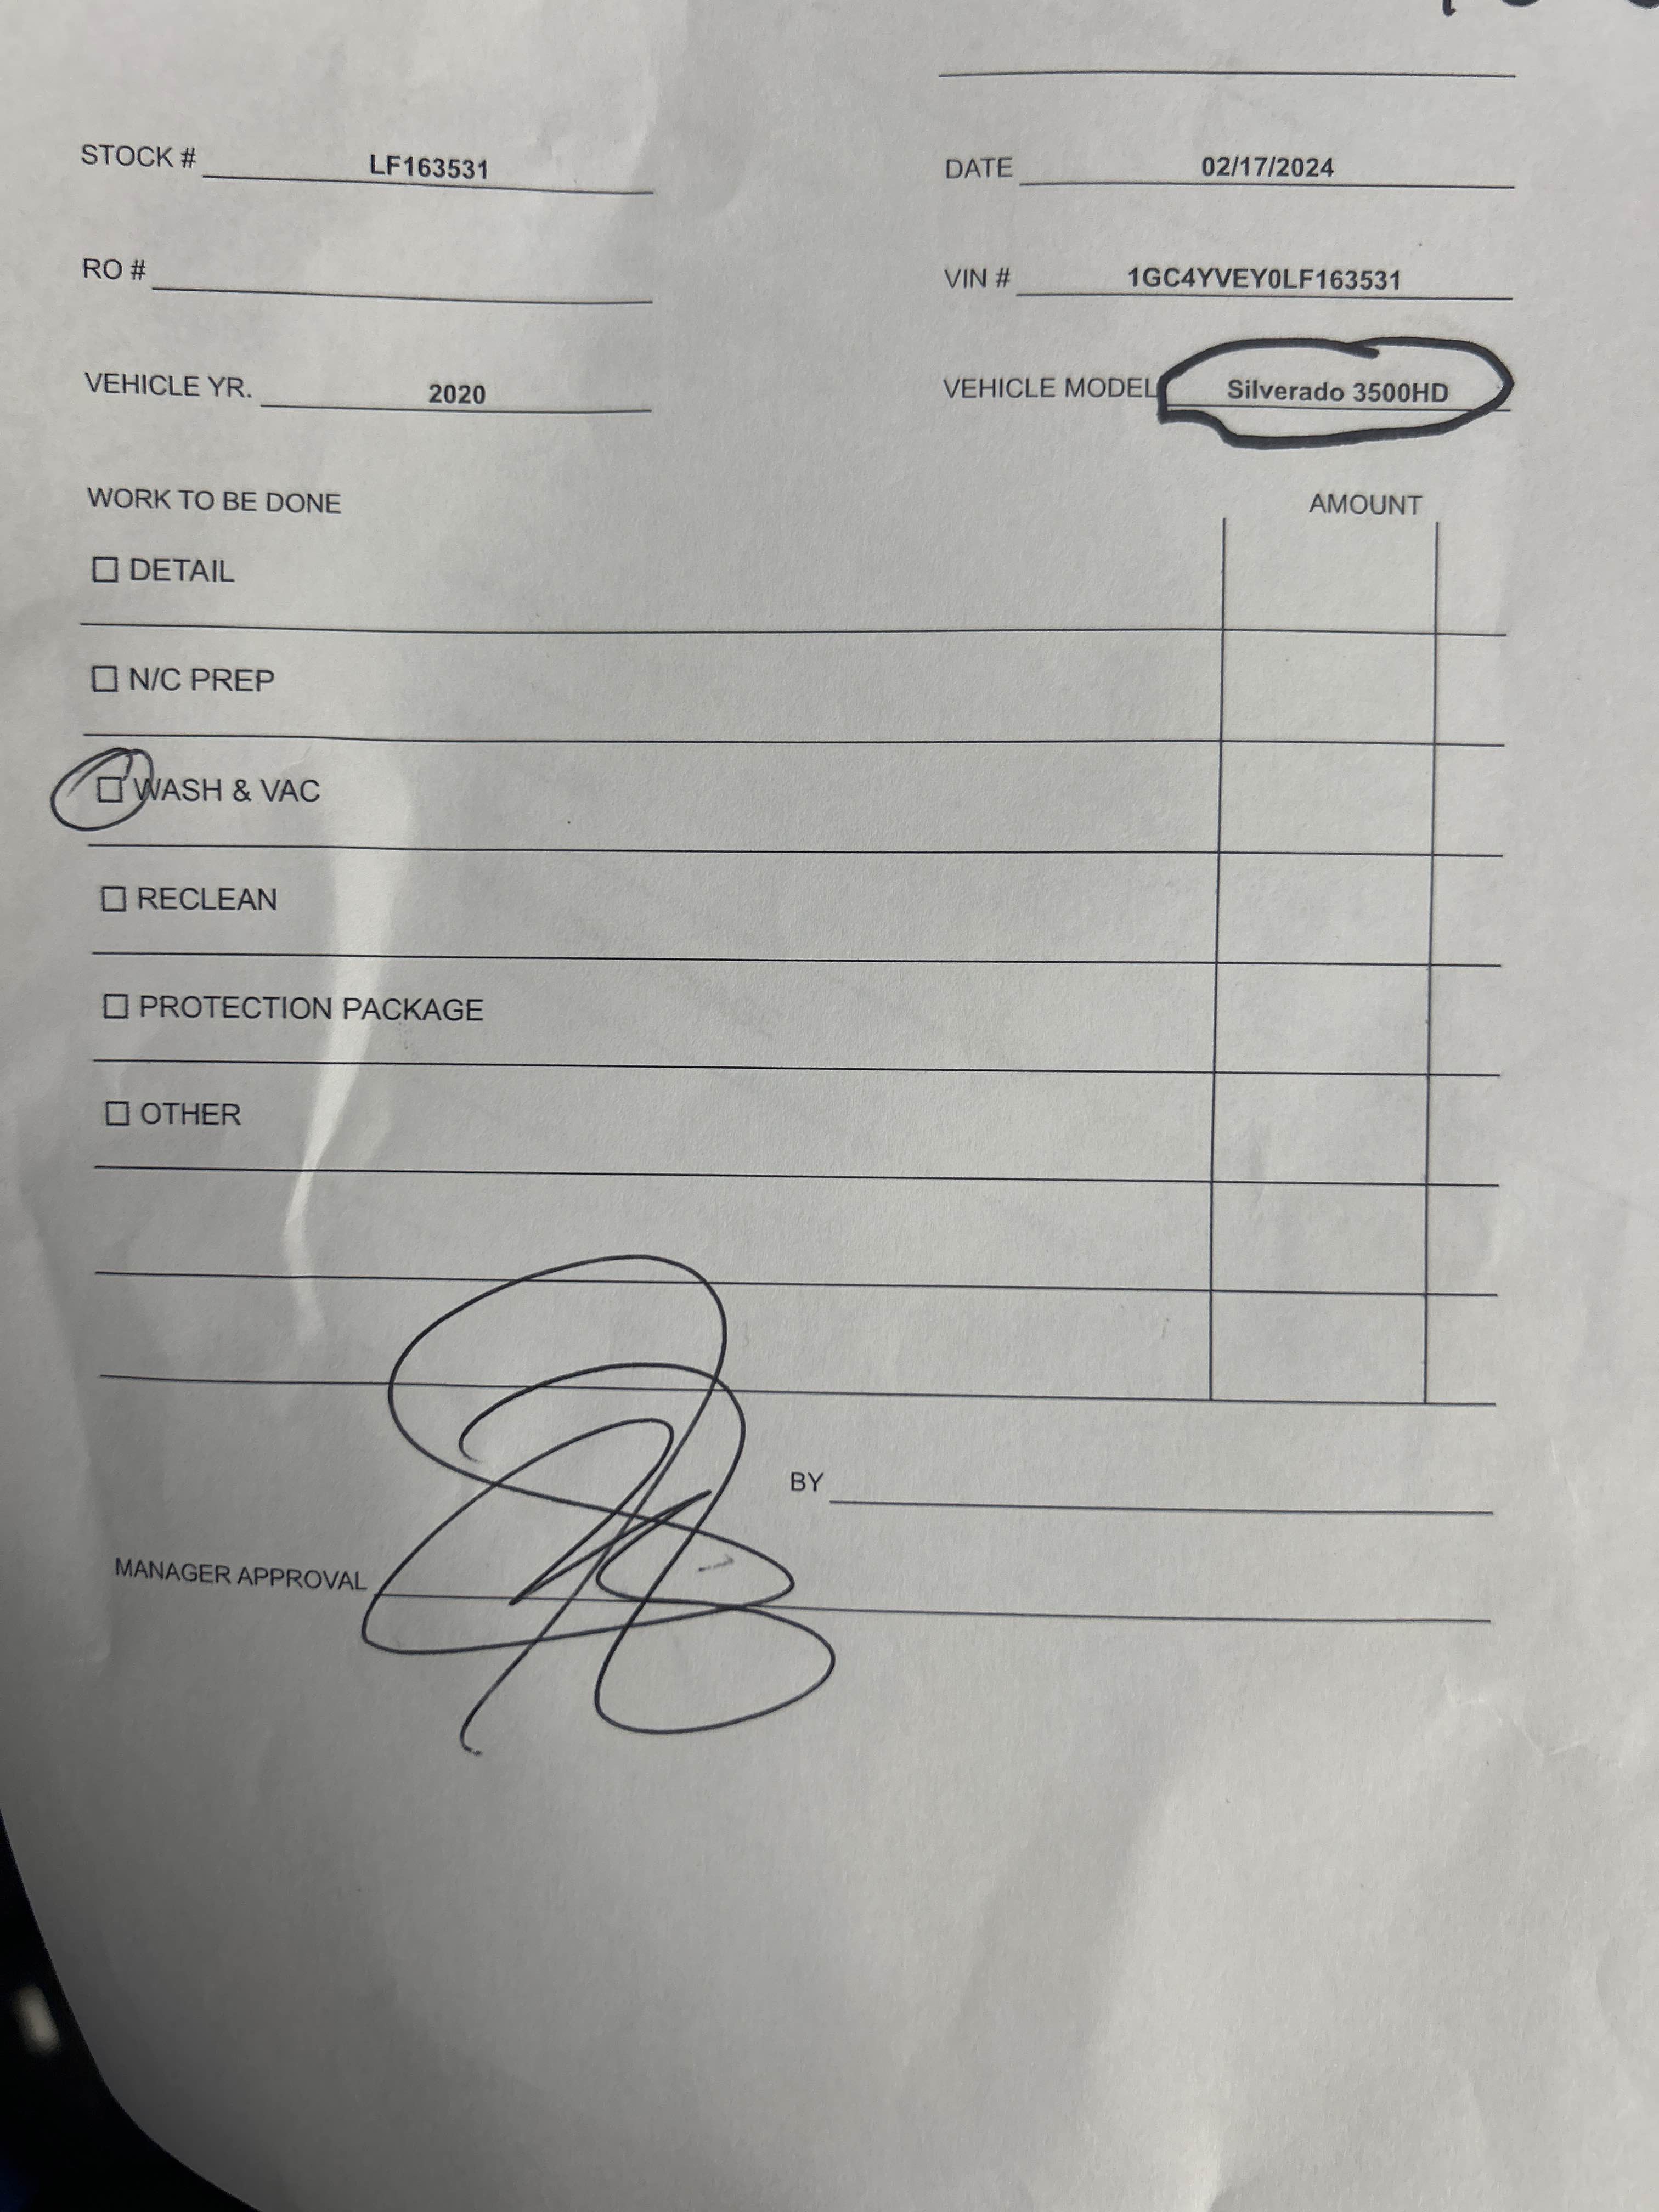 STOCK # LF163531 DATE 02/17/2024
RO # VIN # 1GC4YVEY0LF163531
VEHICLE YR. 2020 VEHICLE MODEL Silverado 3500HD
WORK TO BE DONE AMOUNT
☐ DETAIL
☐ N/C PREP
☐ WASH & VAC
☐ RECLEAN
☐ PROTECTION PACKAGE
☐ OTHER
BY
MANAGER APPROVAL